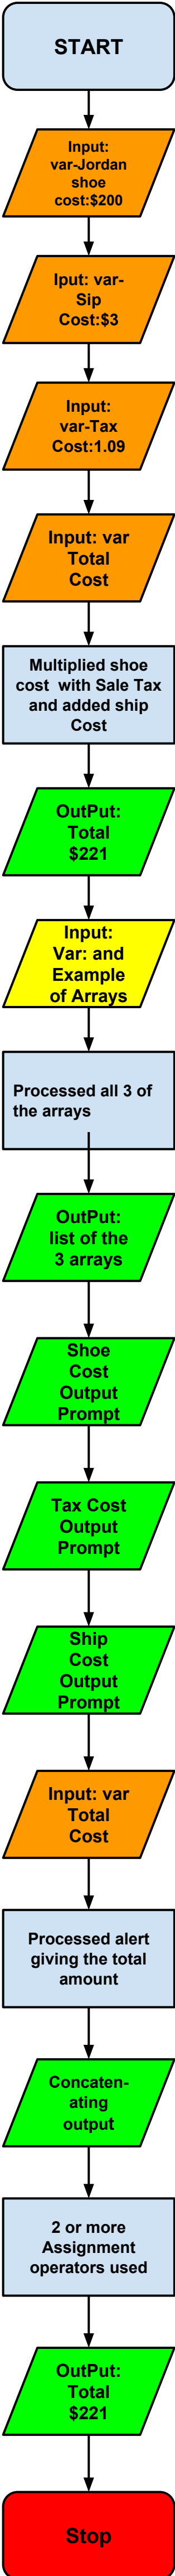 START
Input:
var-Jordan
shoe
cost:$200
Iput: var-
Sip
Cost:$3
Input:
var-Tax
Cost:1.09
Input: var
Total
Cost
Multiplied shoe
cost with Sale Tax
and added ship
Cost
OutPut:
Total
$221
Input:
Var: and
Example
of Arrays
Processed all 3 of
the arrays
OutPut:
list of the
3 arrays
Shoe
Cost
Output
Prompt
Tax Cost
Output
Prompt
Ship
Cost
Output
Prompt
Input: var
Total
Cost
Processed alert
giving the total
amount
Concaten-
ating
output
2 or more
Assignment
operators used
OutPut:
Total
$221
Stop